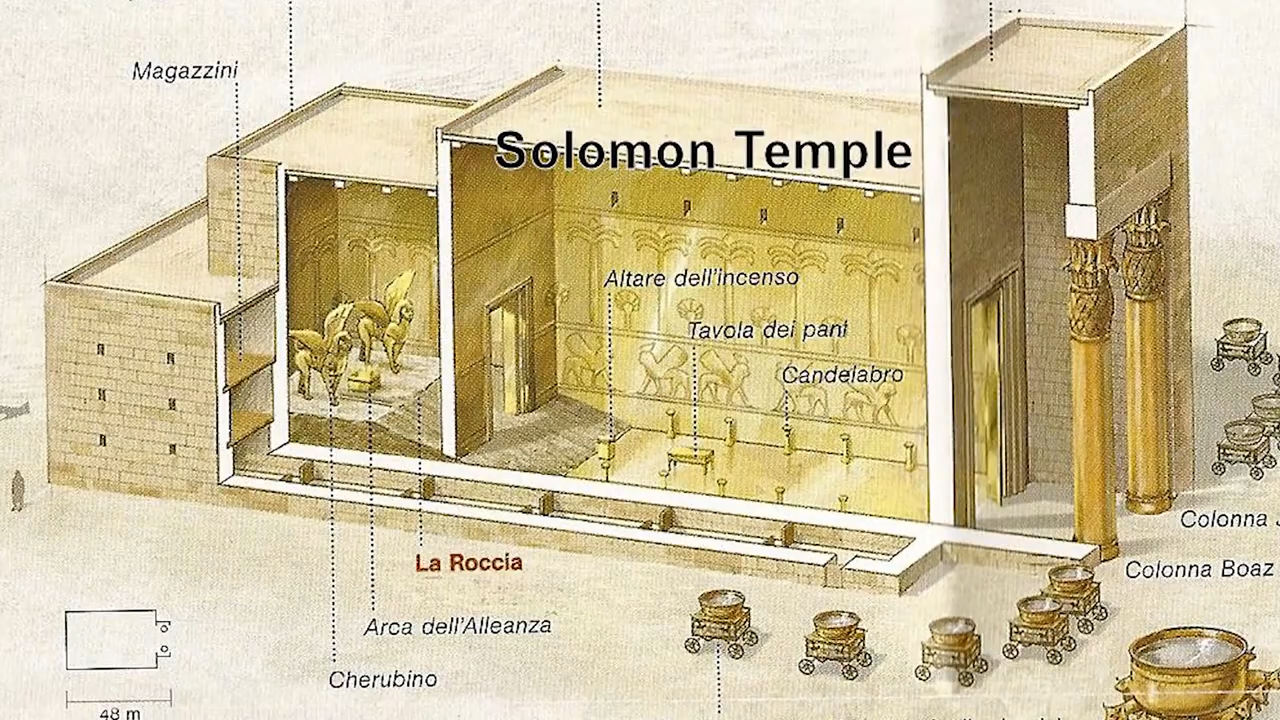 Magazzini
Solomon Temple
Altare dell'incenso
Tavola dei pani
Candelabro
Colonna
Colonna Boaz
La Roccia
Arca dell'Alleanza
Cherubino
48 m